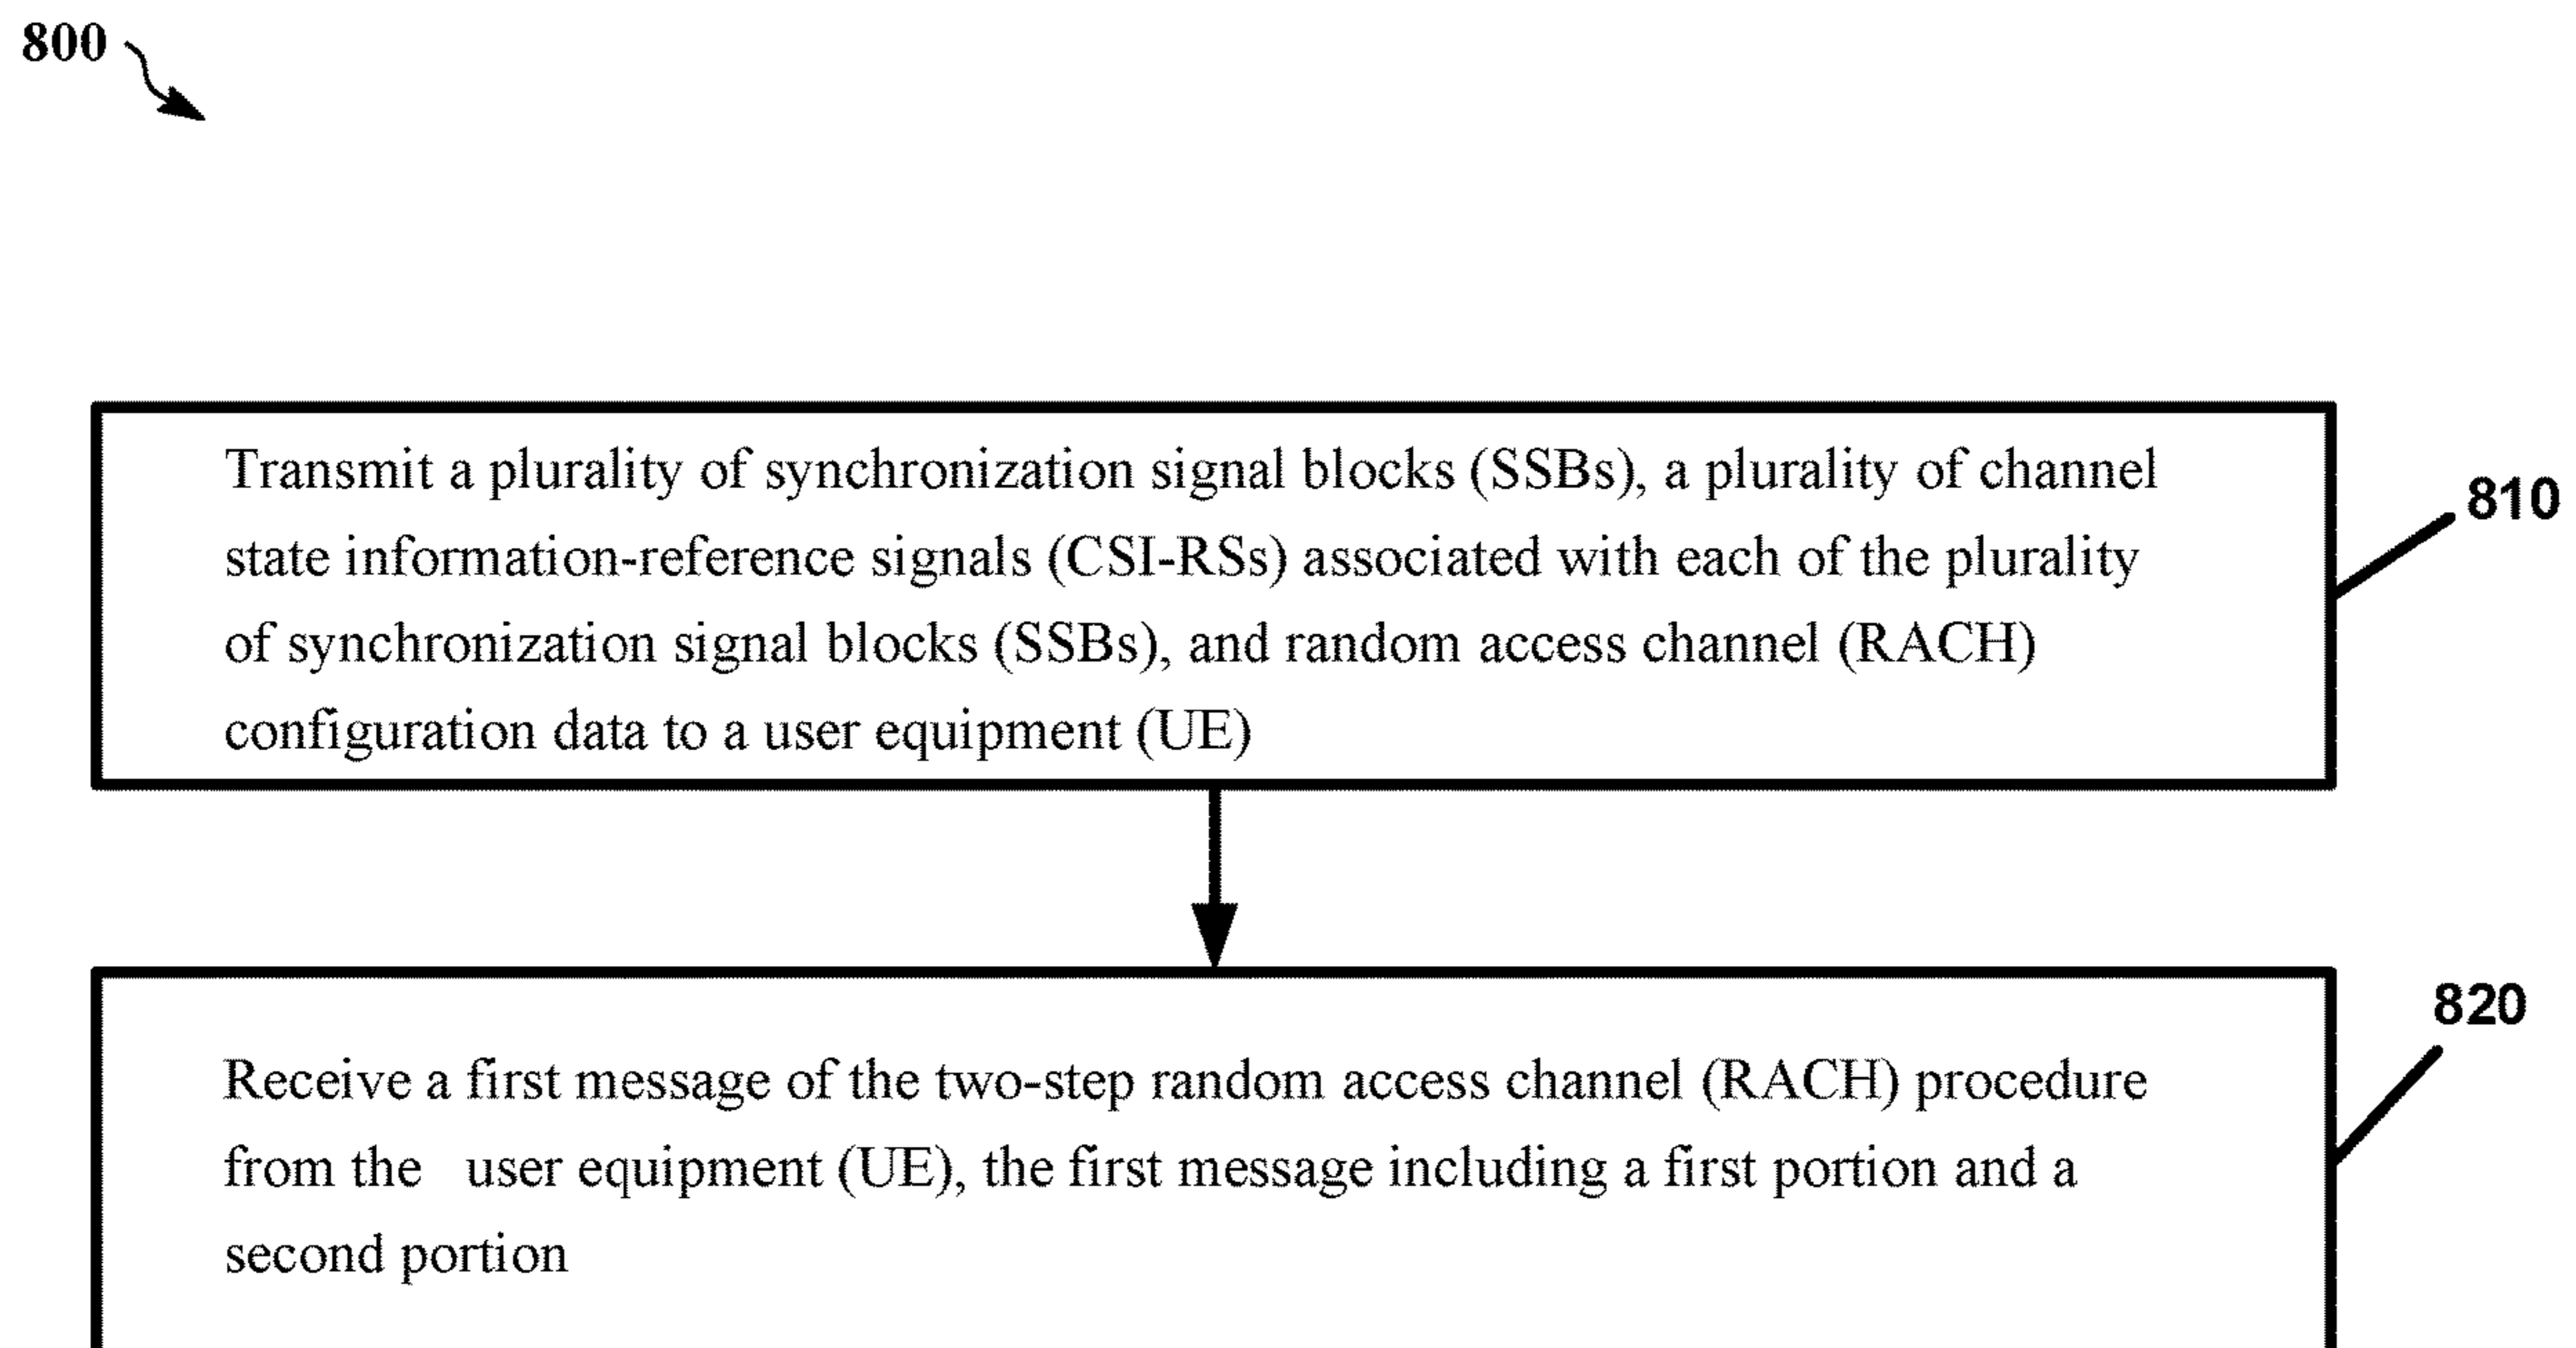 800
Transmit a plurality of synchronization signal blocks (SSBs), a plurality of channel
state information-reference signals (CSI-RSs) associated with each of the plurality
of synchronization signal blocks (SSBs), and random access channel (RACH)
configuration data to a user equipment (UE)
810
Receive a first message of the two-step random access channel (RACH) procedure
from the user equipment (UE), the first message including a first portion and a
second portion
820